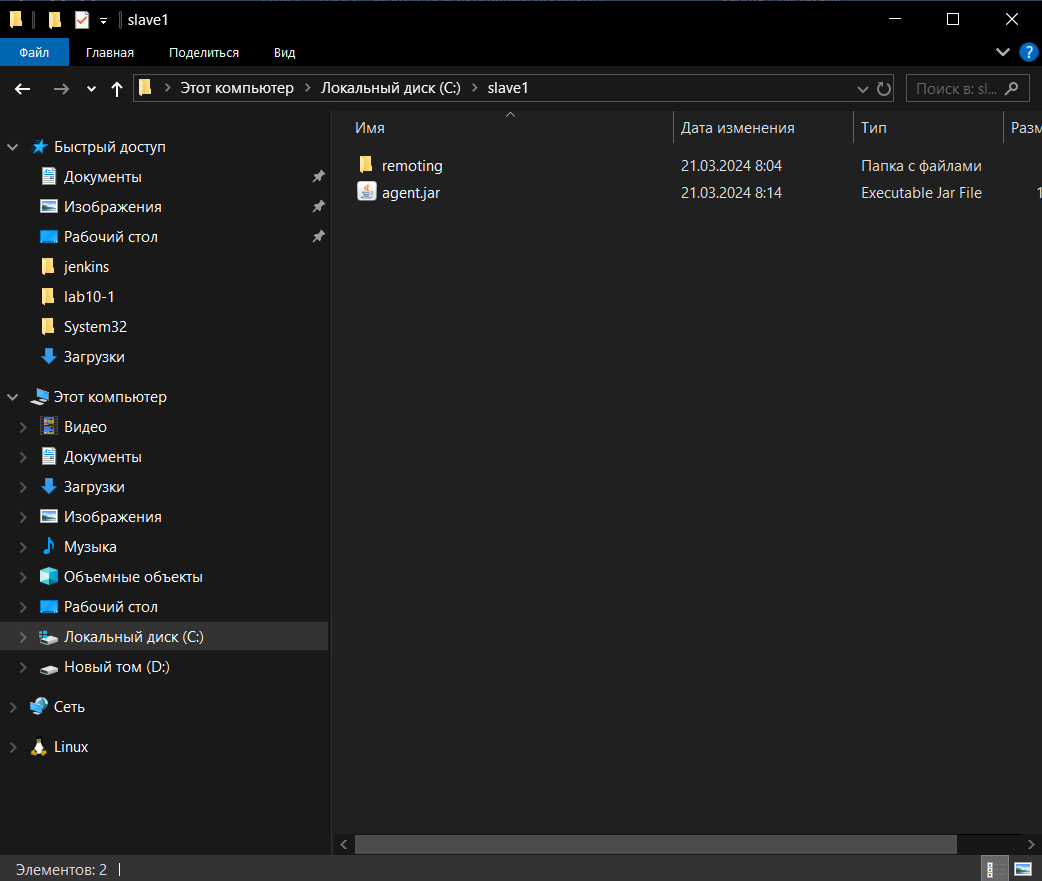 slave1
Файл Главная Поделиться Вид
Этот компьютер Локальный диск (C:) slave1
Поиск в: sl...
Имя Дата изменения Тип Разм
remoting 21.03.2024 8:04 Папка с файлами
agent.jar 21.03.2024 8:14 Executable Jar File 1
Быстрый доступ
Документы
Изображения
Рабочий стол
jenkins
lab10-1
System32
Загрузки
Этот компьютер
Видео
Документы
Загрузки
Изображения
Музыка
Объемные объекты
Рабочий стол
Локальный диск (C:)
Новый том (D:)
Сеть
Linux
Элементов: 2